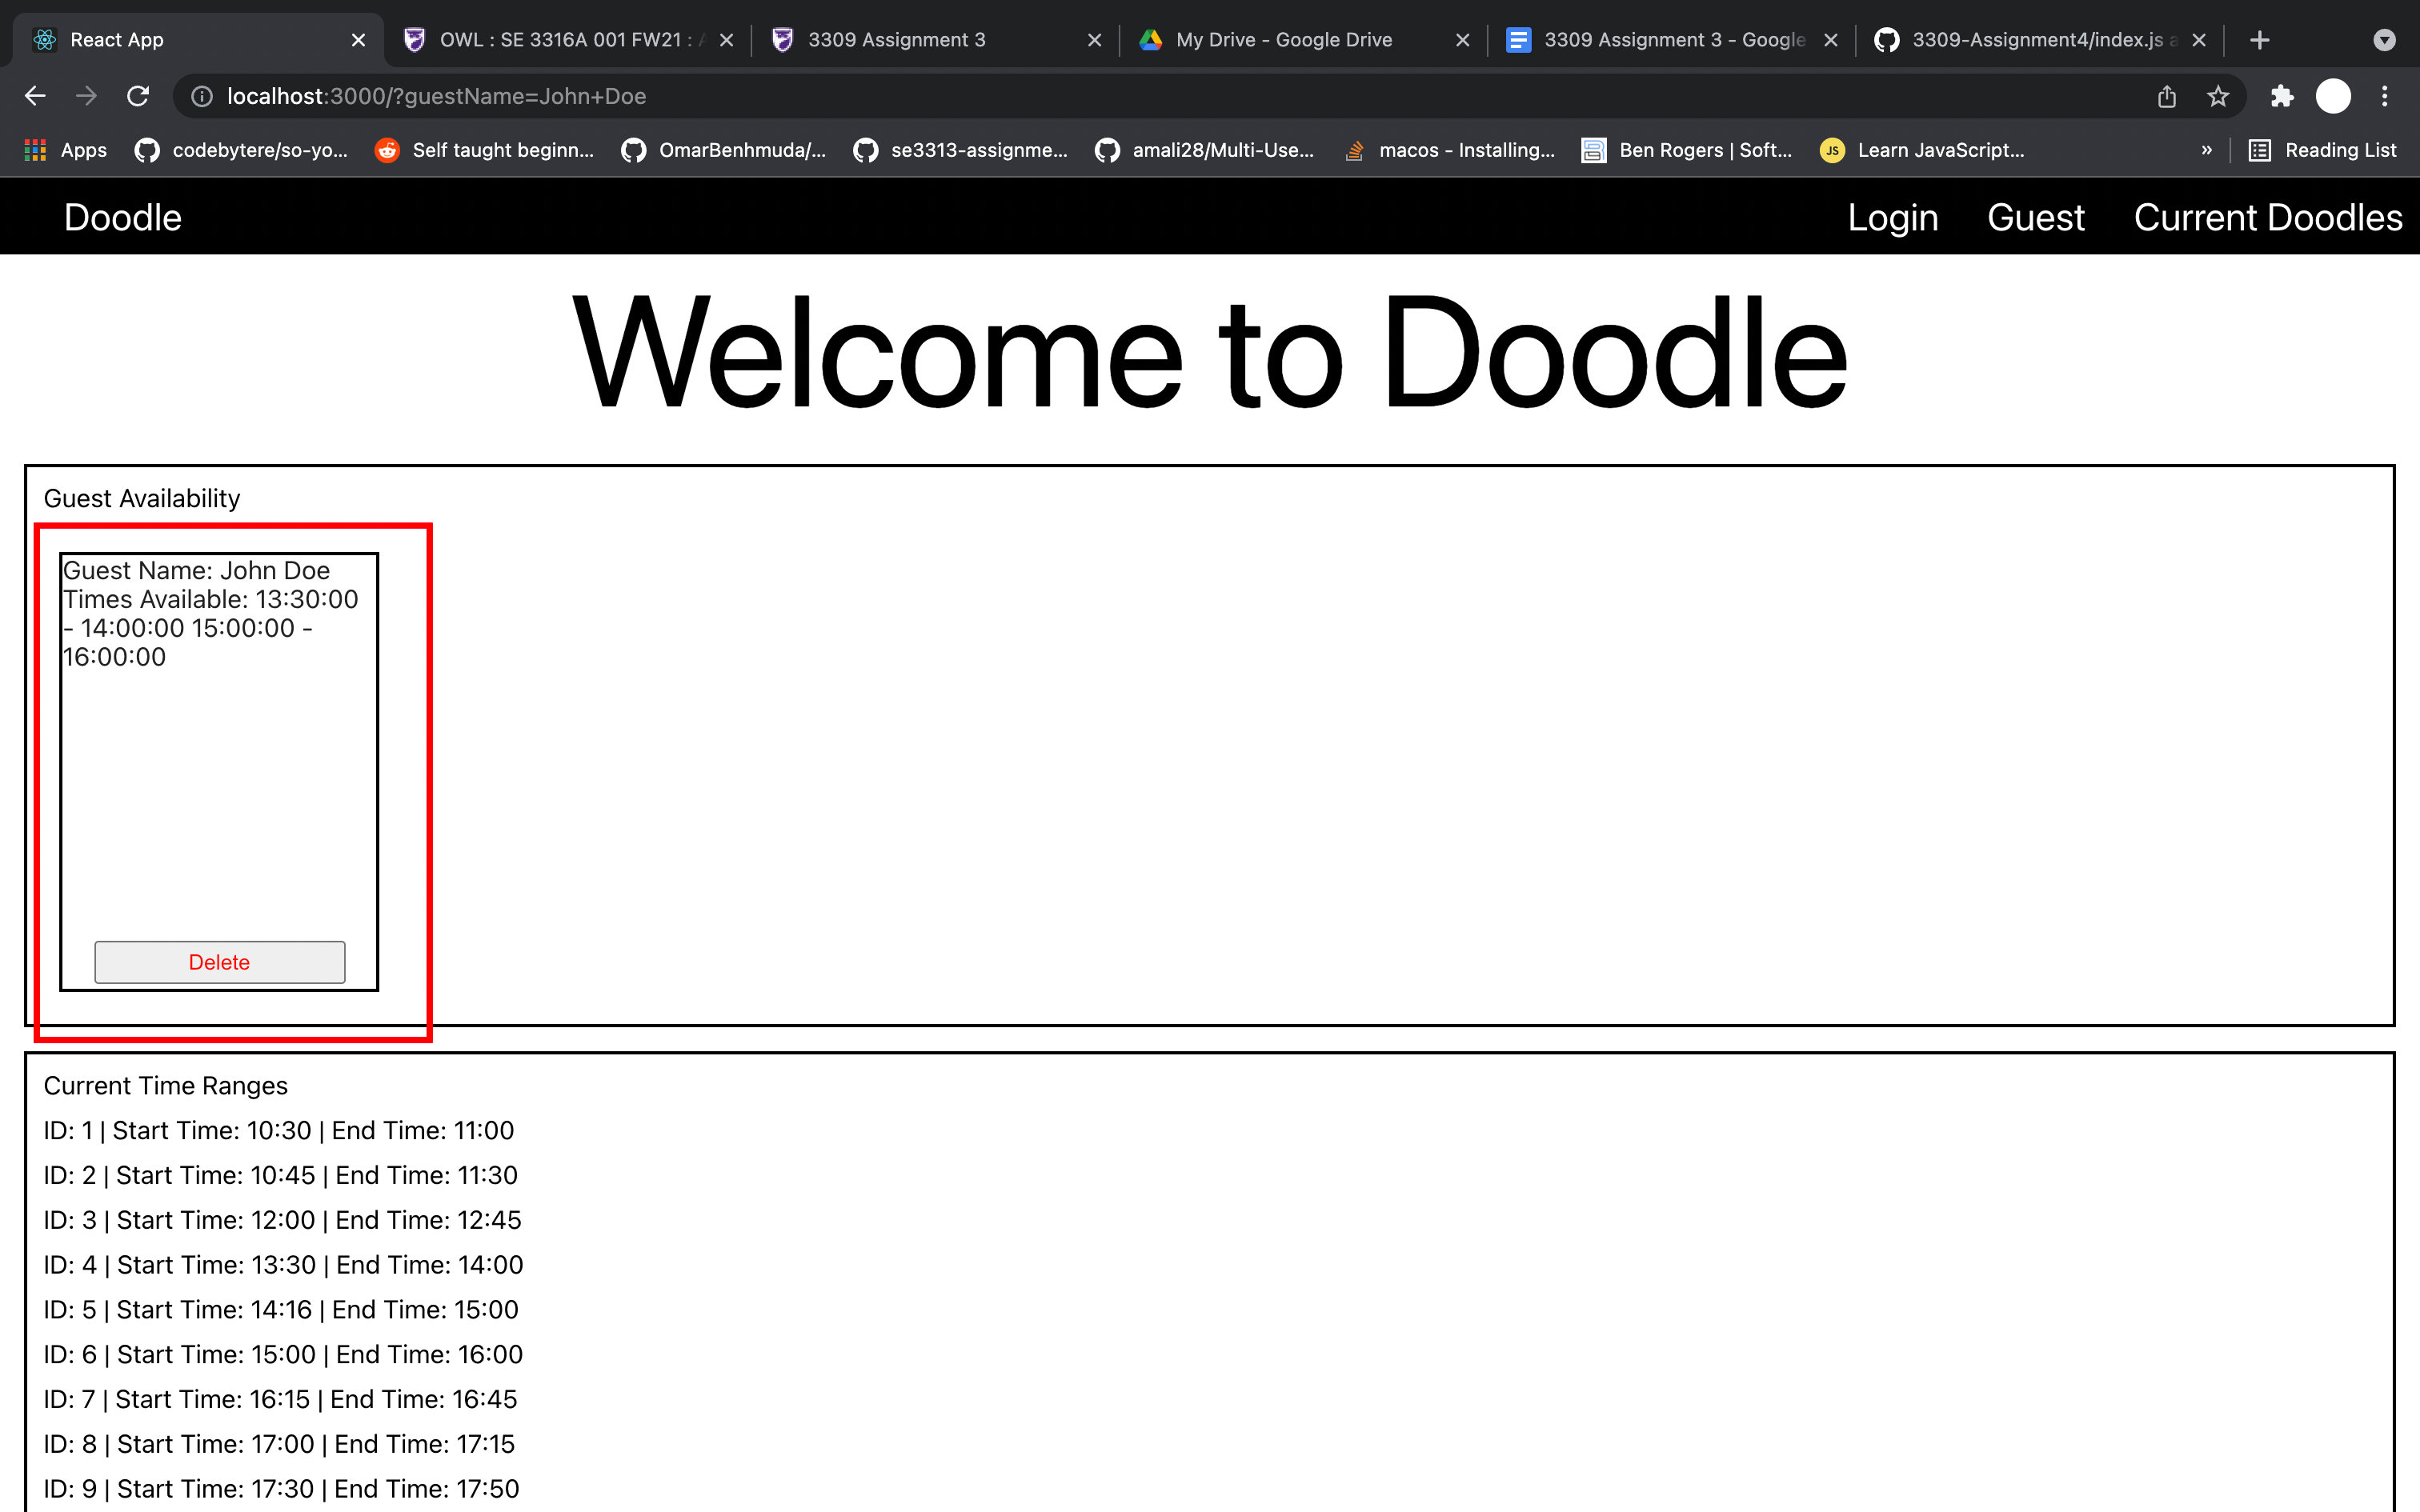 React App
OWL : SE 3316A 001 FW21 :
3309 Assignment 3
My Drive - Google Drive
3309 Assignment 3 - Google
3309-Assignment4/index.js a
localhost:3000/?guestName=John+Doe
Apps
codebytere/so-yo...
Self taught beginn...
OmarBenhmuda/...
se3313-assignme...
amali28/Multi-Use...
macos - Installing...
JS
Ben Rogers | Soft...
Learn JavaScript...
»
Reading List
Doodle
Login
Guest
Current Doodles
Welcome to Doodle
Guest Availability
Guest Name: John Doe
Times Available: 13:30:00
- 14:00:00 15:00:00 -
16:00:00
Delete
Current Time Ranges
ID: 1 | Start Time: 10:30 | End Time: 11:00
ID: 2 | Start Time: 10:45 | End Time: 11:30
ID: 3 | Start Time: 12:00 | End Time: 12:45
ID: 4 | Start Time: 13:30 | End Time: 14:00
ID: 5 | Start Time: 14:16 | End Time: 15:00
ID: 6 | Start Time: 15:00 | End Time: 16:00
ID: 7 | Start Time: 16:15 | End Time: 16:45
ID: 8 | Start Time: 17:00 | End Time: 17:15
ID: 9 | Start Time: 17:30 | End Time: 17:50